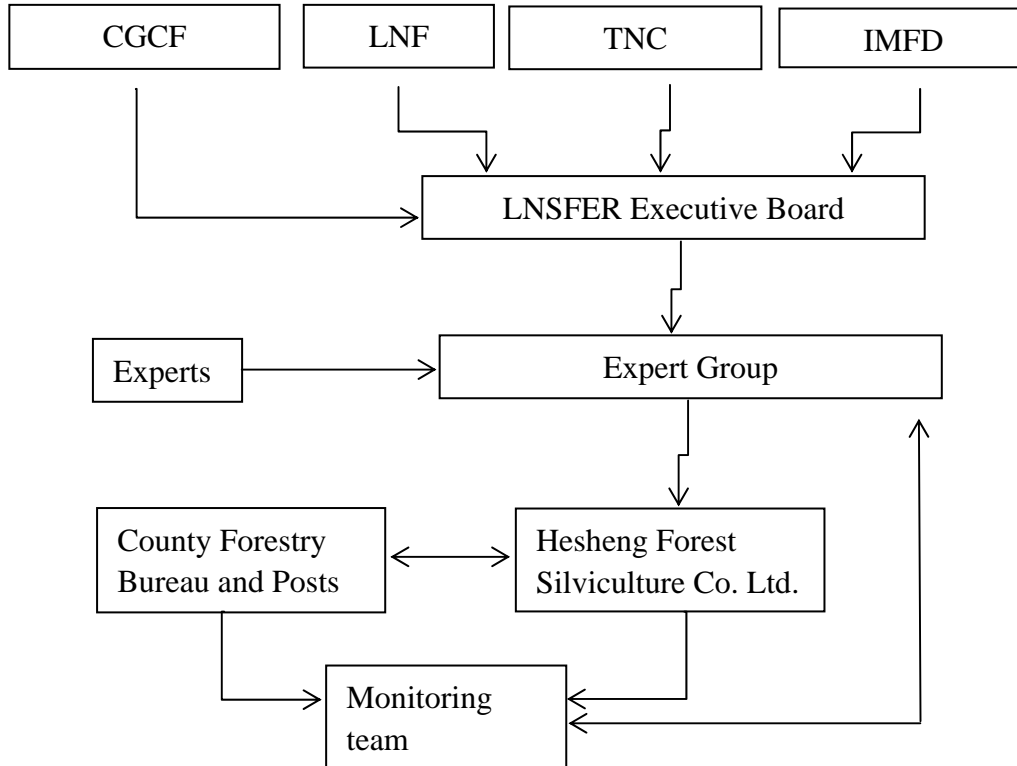 CGCF
LNF
TNC
IMFD
LNSFER Executive Board
Experts
Expert Group
County Forestry
Bureau and Posts
Hesheng Forest
Silviculture Co. Ltd.
Monitoring
team